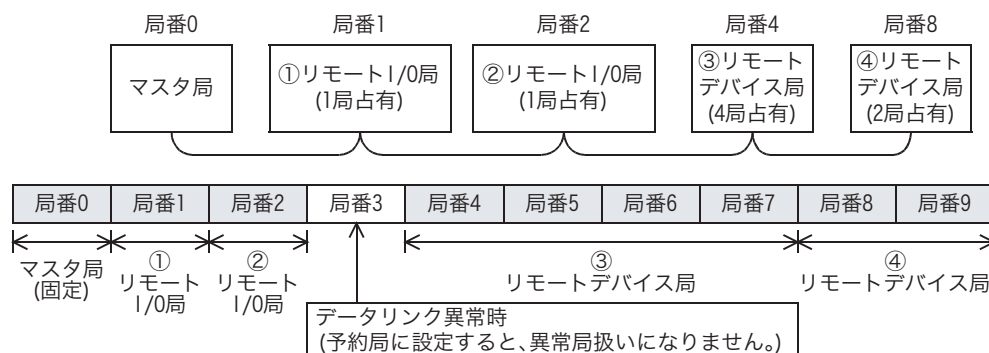 局番0
局番1
局番2
局番4
局番8
マスタ局
①リモートI/0局
(1局占有)
②リモートI/0局
(1局占有)
③リモート
デバイス局
(4局占有)
④リモート
デバイス局
(2局占有)
局番0
局番1
局番2
局番3
局番4
局番5
局番6
局番7
局番8
局番9
マスタ局
(固定)
①
リモート
I/0局
②
リモート
I/0局
③
リモートデバイス局
④
リモートデバイス局
データリンク異常時
(予約局に設定すると、異常局扱いになりません。)